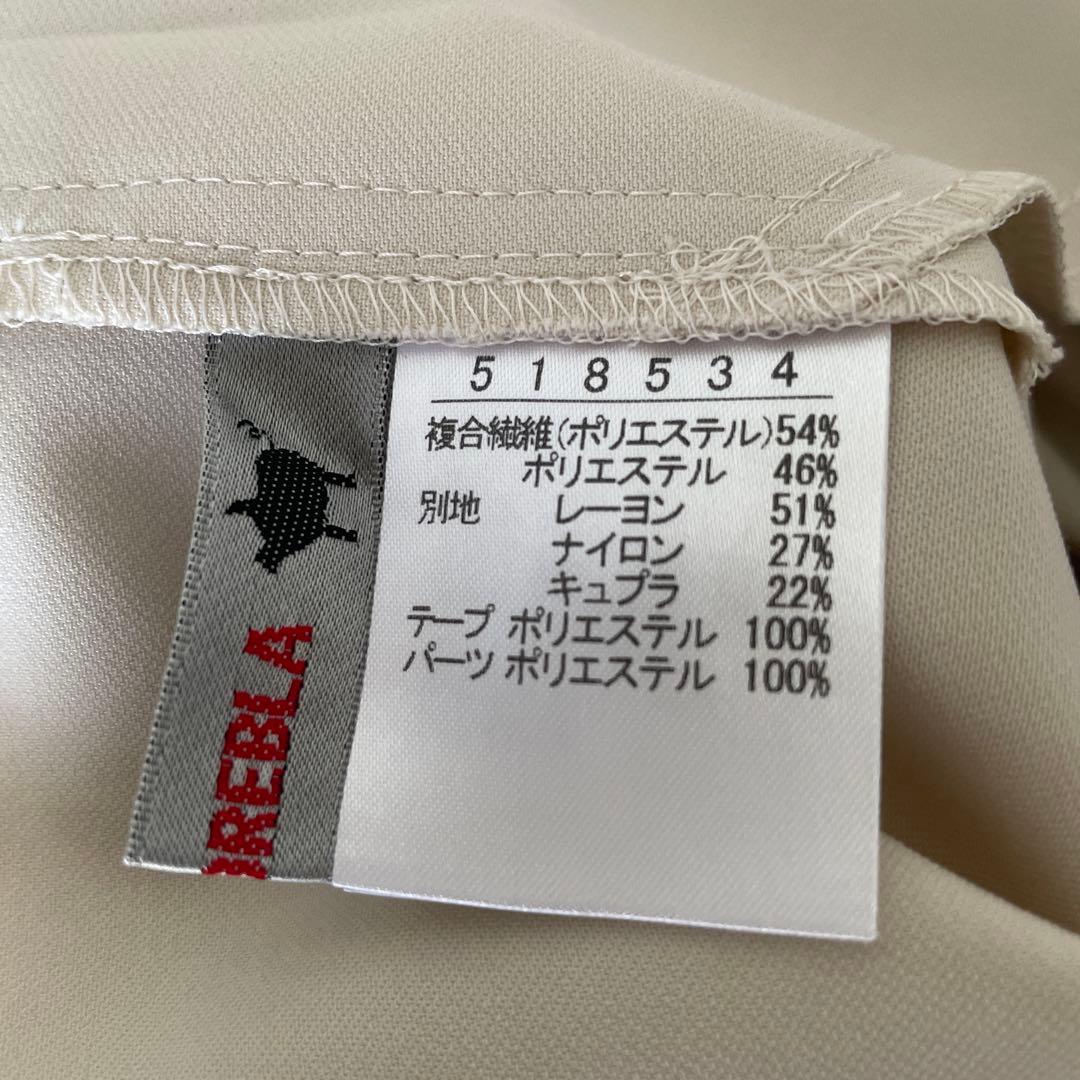 5 1 8 5 3 4
複合繊維(ポリエステル)54%
ポリエステル 46%
別地 レーヨン 51%
ナイロン 27%
キュプラ 22%
テープ ポリエステル 100%
パーツ ポリエステル 100%
RREBLA